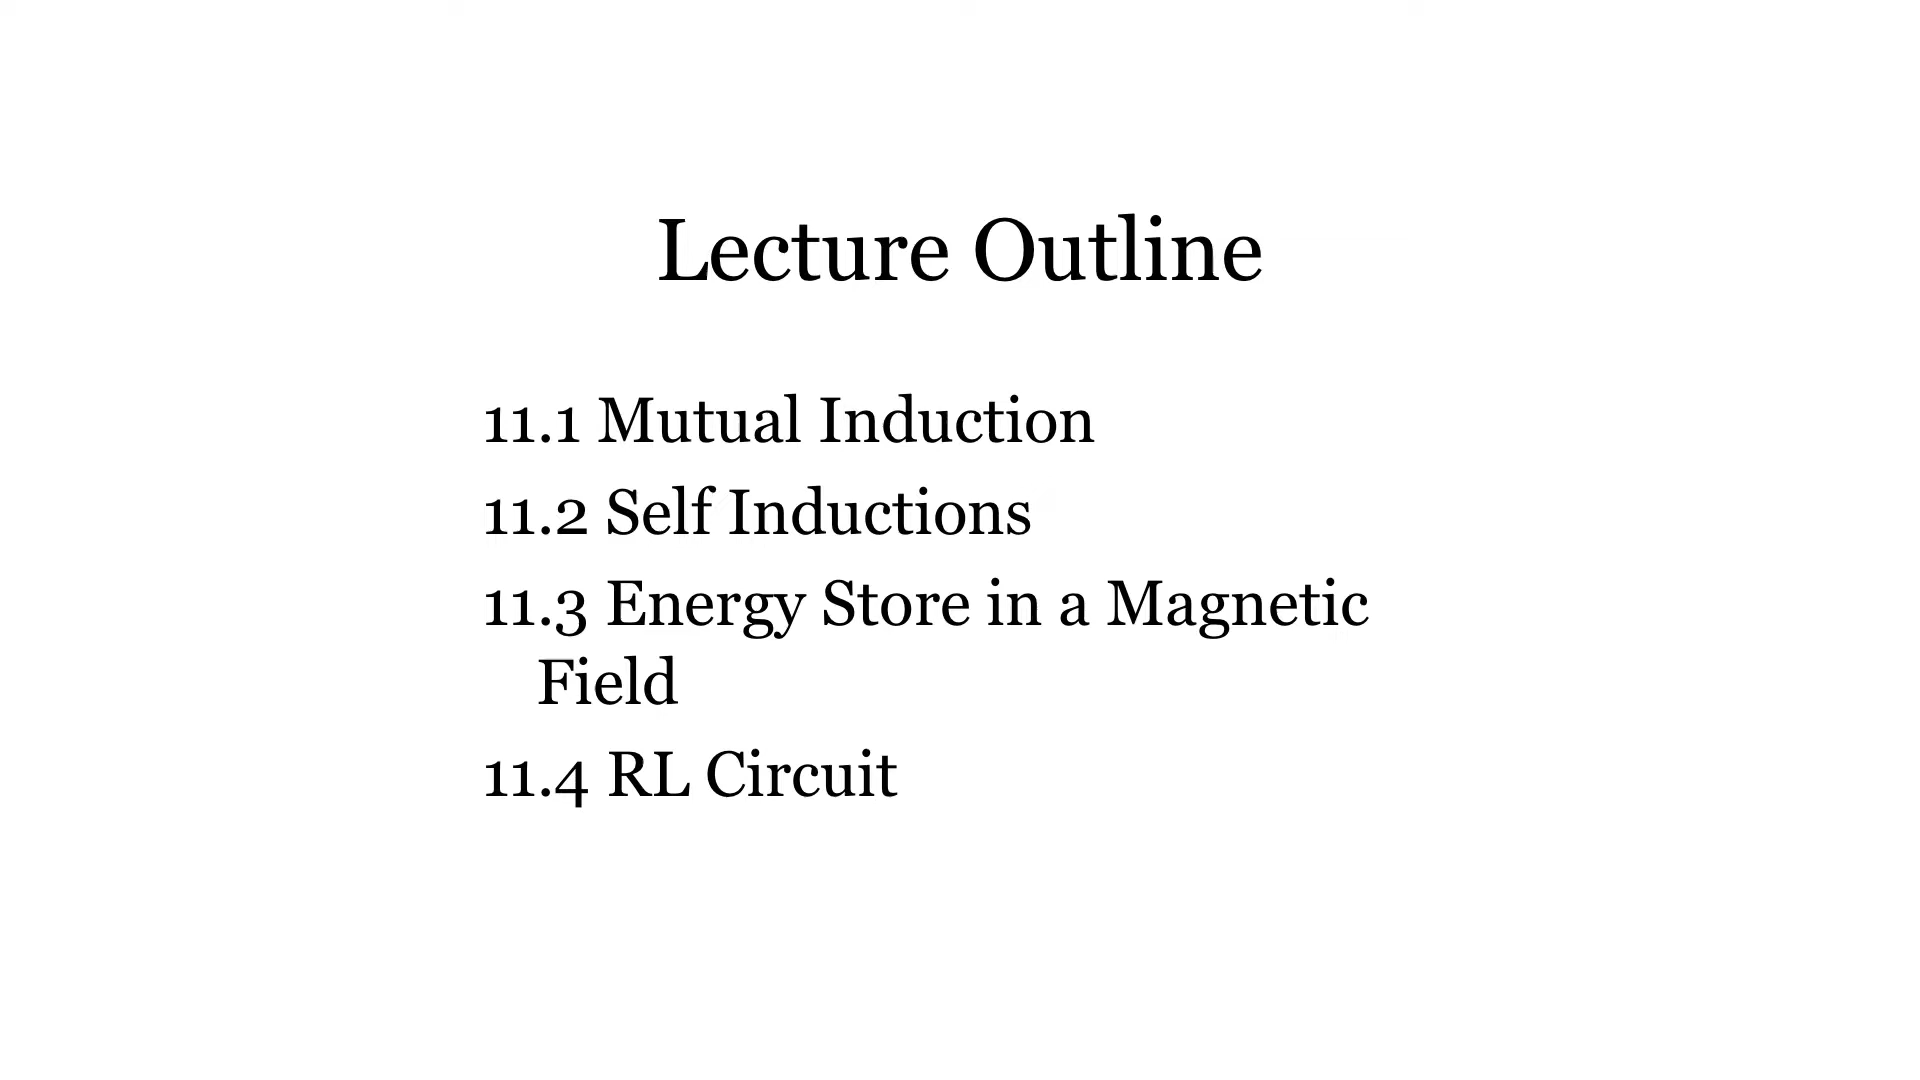 Lecture Outline
11.1 Mutual Induction
11.2 Self Inductions
11.3 Energy Store in a Magnetic
Field
11.4 RL Circuit